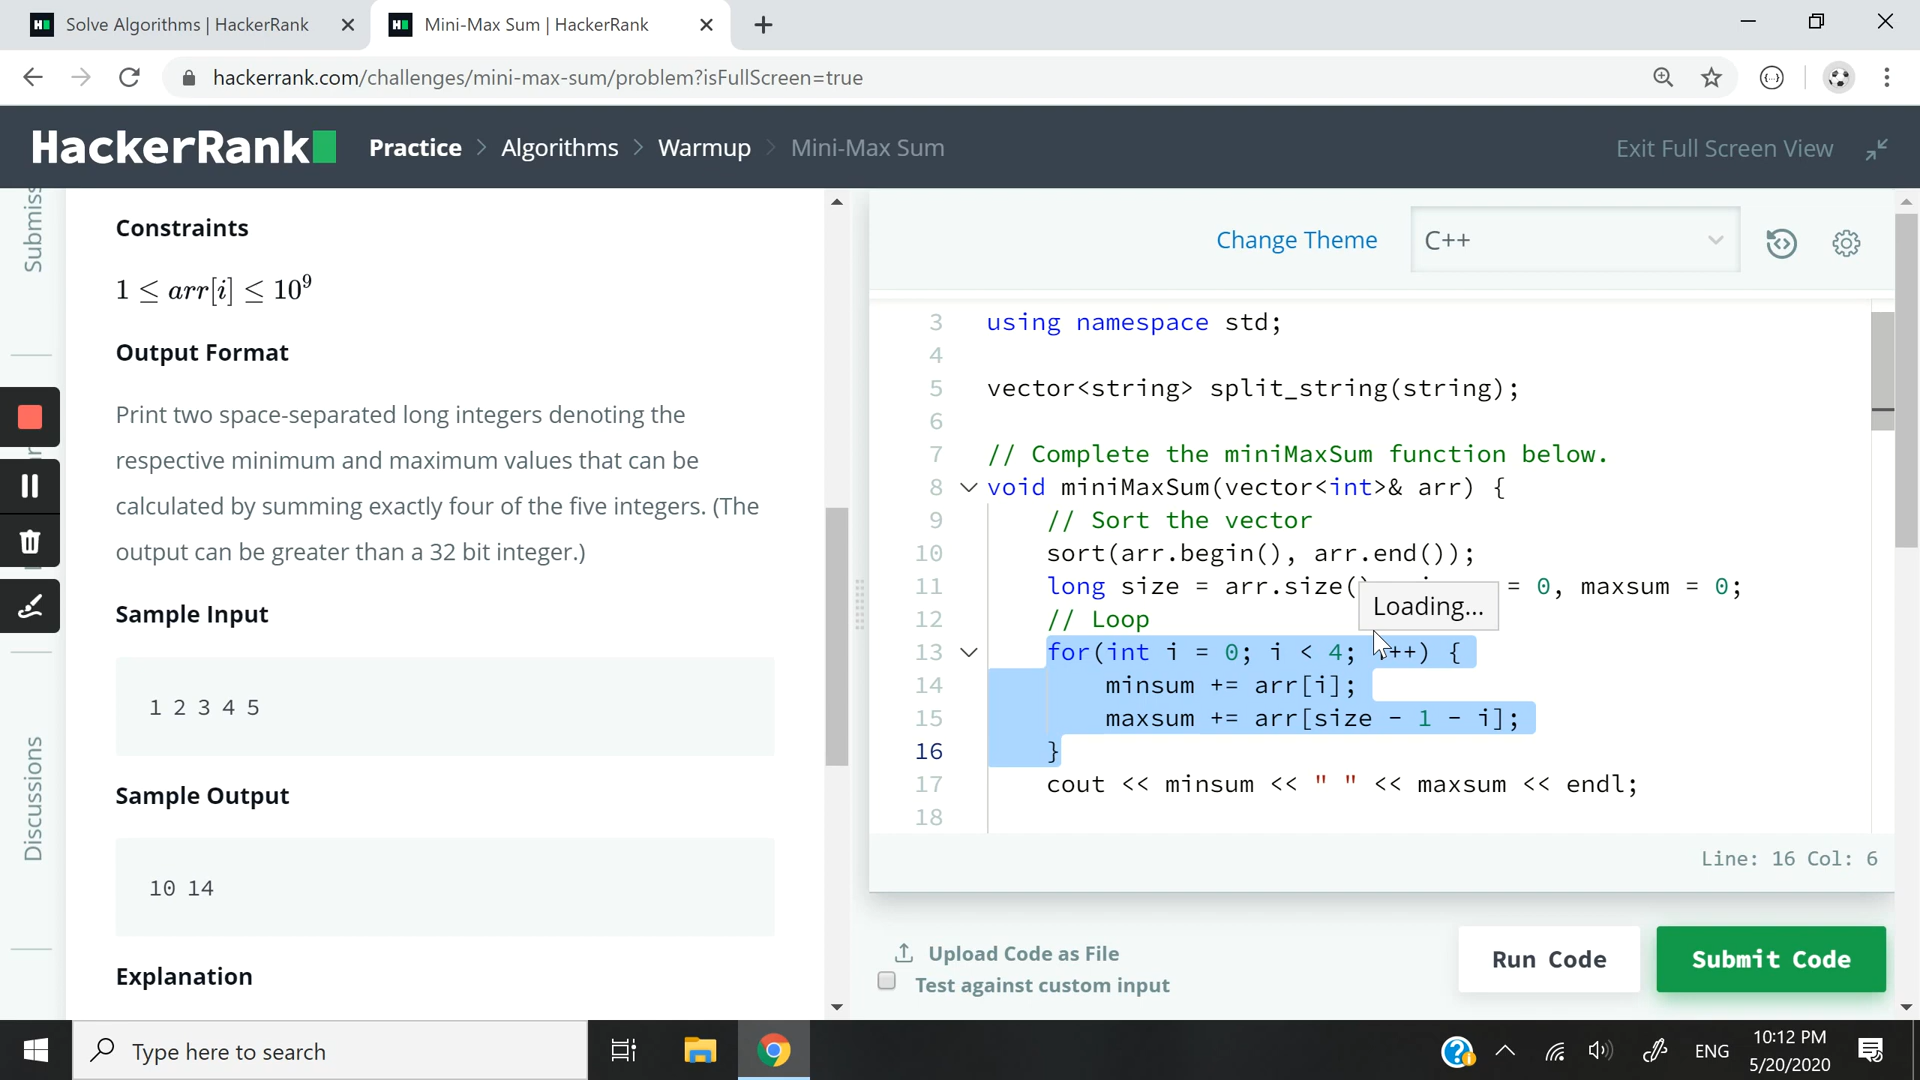 Solve Algorithms | HackerRank
Mini-Max Sum | HackerRank
hackerrank.com/challenges/mini-max-sum/problem?isFullScreen=true
HackerRank
Practice > Algorithms > Warmup > Mini-Max Sum
Exit Full Screen View
Submiss
Discussions
Constraints
1 ≤ arr[i] ≤ 10⁹
Output Format
Print two space-separated long integers denoting the
respective minimum and maximum values that can be
calculated by summing exactly four of the five integers. (The
output can be greater than a 32 bit integer.)
Sample Input
1 2 3 4 5
Sample Output
10 14
Explanation
Change Theme
C++
3 using namespace std;
4
5 vector<string> split_string(string);
6
7 // Complete the miniMaxSum function below.
8 void miniMaxSum(vector<int>& arr) {
9 // Sort the vector
10 sort(arr.begin(), arr.end());
11 long size = arr.size() = 0, maxsum = 0;
Loading...
12 // Loop
13 for(int i = 0; i < 4; i++) {
14 minsum += arr[i];
15 maxsum += arr[size - 1 - i];
16 }
17 cout << minsum << " " << maxsum << endl;
18
Line: 16 Col: 6
Upload Code as File
Test against custom input
Run Code
Submit Code
Type here to search
ENG
10:12 PM
5/20/2020